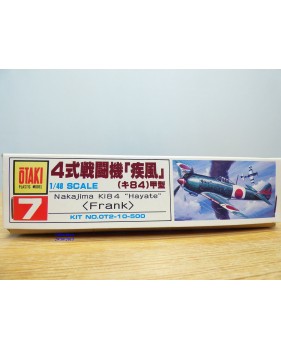 OTAKI
PLASTIC MODEL
7
4式戦闘機「疾風」
1/48 SCALE
(キ84)甲型
Nakajima Ki84 "Hayate"
〈Frank〉
KIT NO.OT2-10-500